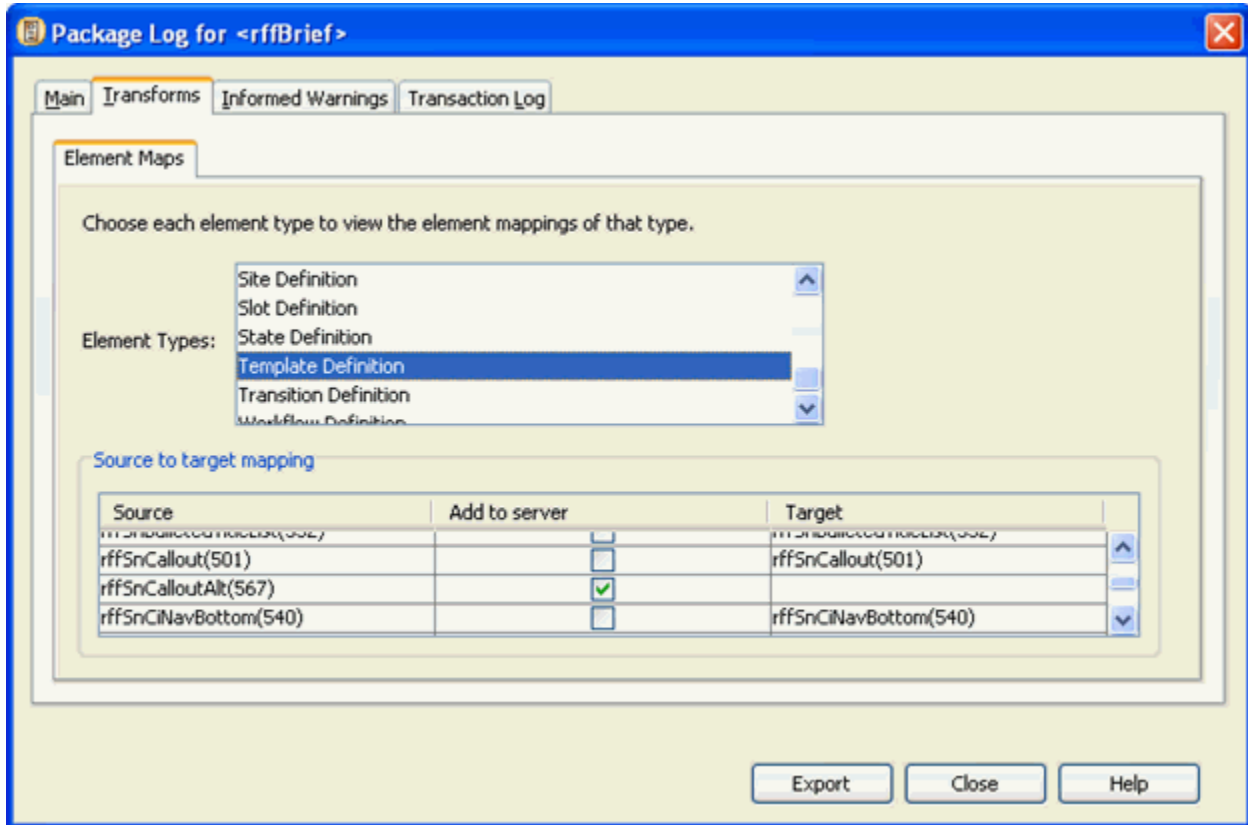 Package Log for <rffBrief>
Main Transforms Informed Warnings Transaction Log
Element Maps
Choose each element type to view the element mappings of that type.
Site Definition
Slot Definition
Element Types: State Definition
Template Definition
Transition Definition
Workflow Definition
Source to target mapping
Source Add to server Target
rffSnCallout(501) rffSnCallout(501)
rffSnCalloutAlt(567)
rffSnCiNavBottom(540) rffSnCiNavBottom(540)
Export Close Help